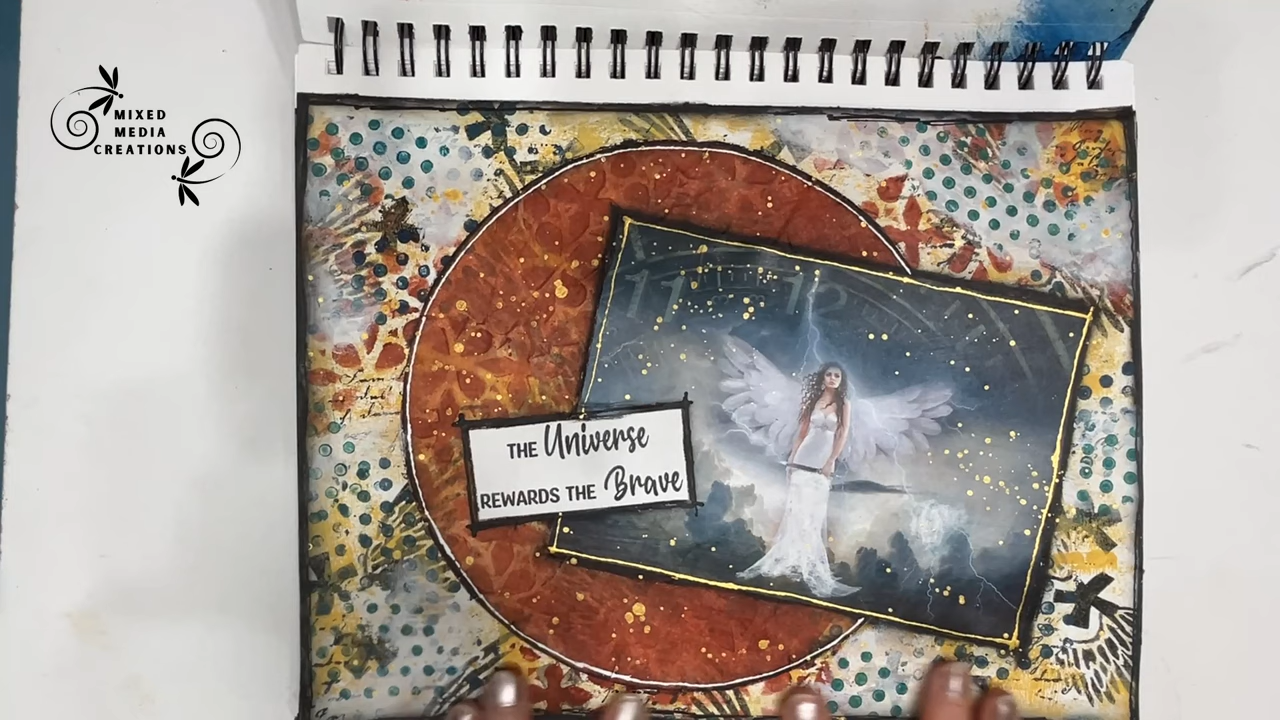 MIXED
MEDIA
CREATIONS
11
12
THE Universe
REWARDS THE Brave